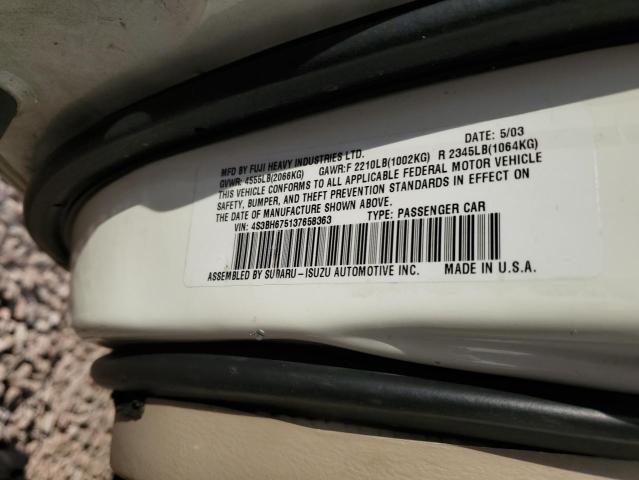 MFD BY FUJI HEAVY INDUSTRIES LTD. DATE: 5/03
GVWR: 4555LB(2066KG) GAWR:F 2210LB(1002KG) R 2345LB(1064KG)
THIS VEHICLE CONFORMS TO ALL APPLICABLE FEDERAL MOTOR VEHICLE
SAFETY, BUMPER, AND THEFT PREVENTION STANDARDS IN EFFECT ON
THE DATE OF MANUFACTURE SHOWN ABOVE.
VIN: 4S3BH675137658363 TYPE: PASSENGER CAR
ASSEMBLED BY SUBARU-ISUZU AUTOMOTIVE INC. MADE IN U.S.A.